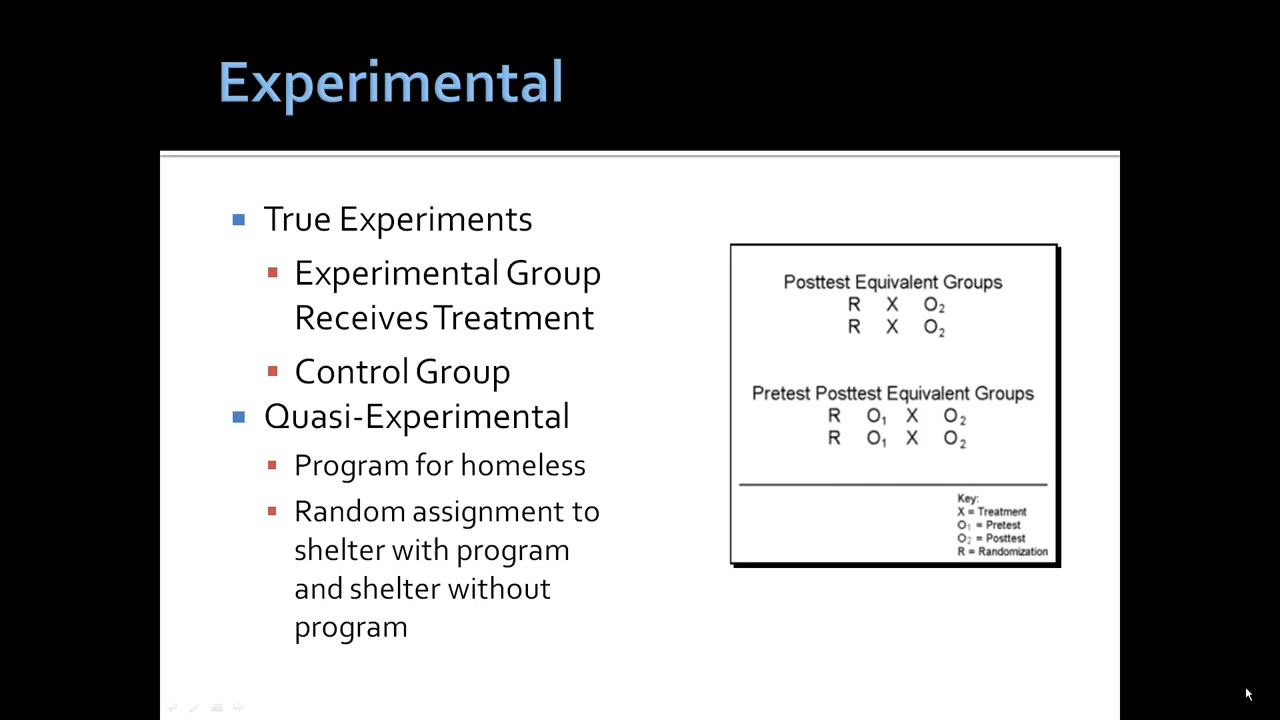 Experimental
True Experiments
Experimental Group
Receives Treatment
Control Group
Quasi-Experimental
Program for homeless
Random assignment to
shelter with program
and shelter without
program
Posttest Equivalent Groups
R X O₂
R X O₂
Pretest Posttest Equivalent Groups
R O₁ X O₂
R O₁ X O₂
Key:
X = Treatment
O₁ = Pretest
O₂ = Posttest
R = Randomization